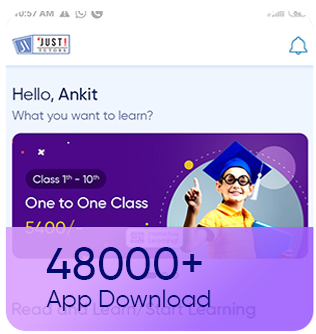 10:57 AM
JUST!
TUTORS
Hello, Ankit
What you want to learn?
Class 1th - 10th
One to One Class
5400/-
48000+
App Download
Read and Learn/ Start Learning